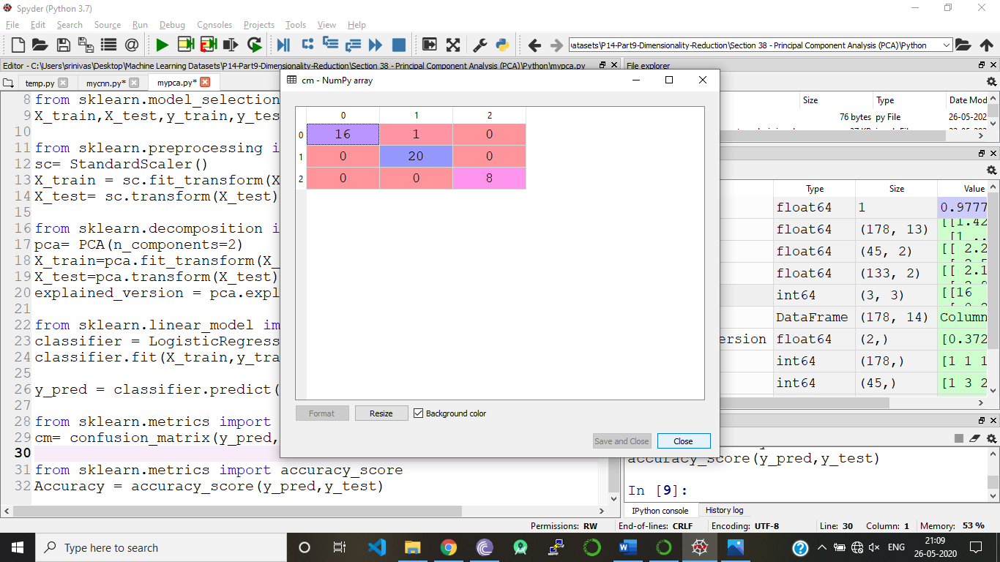 Spyder (Python 3.7)
File Edit Search Source Run Debug Consoles Projects Tools View Help
\P14-Part9-Dimensionality-Reduction\Section 38 - Principal Component Analysis (PCA)\Python
Editor - C:\Users\srinivas\Desktop\Machine Learning Datasets\P14-Part9-Dimensionality-Reduction\Section 38 - Principal Component Analysis (PCA)\Python\mypca.py
File explorer
temp.py mycnn.py* mypca.py*
8 from sklearn.model_selection
9 X_train,X_test,y_train,y_tes
10
11 from sklearn.preprocessing i
12 sc= StandardScaler()
13 X_train = sc.fit_transform(X
14 X_test= sc.transform(X_test)
15
16 from sklearn.decomposition i
17 pca= PCA(n_components=2)
18 X_train=pca.fit_transform(X_
19 X_test=pca.transform(X_test)
20 explained_version = pca.expl
21
22 from sklearn.linear_model im
23 classifier = LogisticRegress
24 classifier.fit(X_train,y_tra
25
26 y_pred = classifier.predict(
27
28 from sklearn.metrics import
29 cm= confusion_matrix(y_pred,
30
31 from sklearn.metrics import accuracy_score
32 Accuracy = accuracy_score(y_pred,y_test)
cm - NumPy array
0 1 2
0 16 1 0
1 0 20 0
2 0 0 8
Format Resize Background color
Save and Close Close
Size Type Date Mod
76 bytes py File 26-05-202
Type Size Value
float64 1 0.9777
float64 (178, 13) [[1.42
float64 (45, 2) [[ 2.2
float64 (133, 2) [[ 2.1
int64 (3, 3) [[16
DataFrame (178, 14) Column
ersion float64 (2,) [0.372
int64 (178,) [1 1 1
int64 (45,) [1 3 2
accuracy_score(y_pred,y_test)
In [9]:
IPython console History log
Permissions: RW End-of-lines: CRLF Encoding: UTF-8 Line: 30 Column: 1 Memory: 53 %
Type here to search
ENG
21:09
26-05-2020